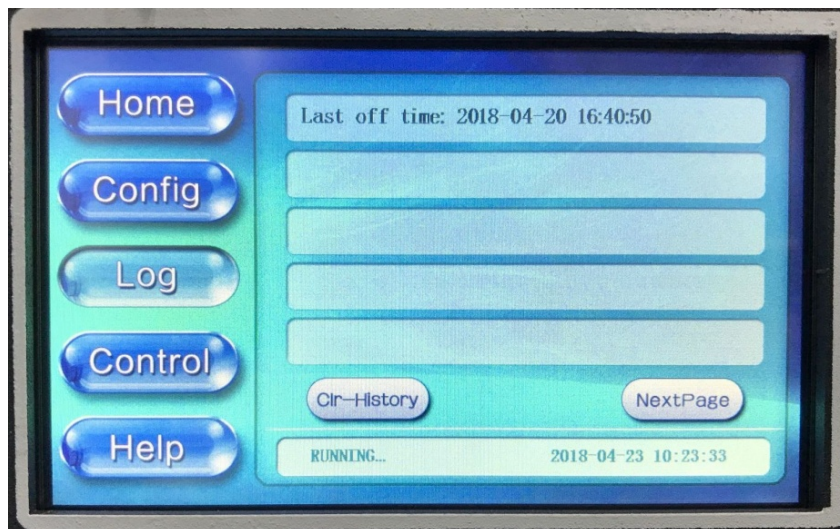 Home
Config
Log
Control
Help
Last off time: 2018-04-20 16:40:50
Clr-History
NextPage
RUNNING...
2018-04-23 10:23:33